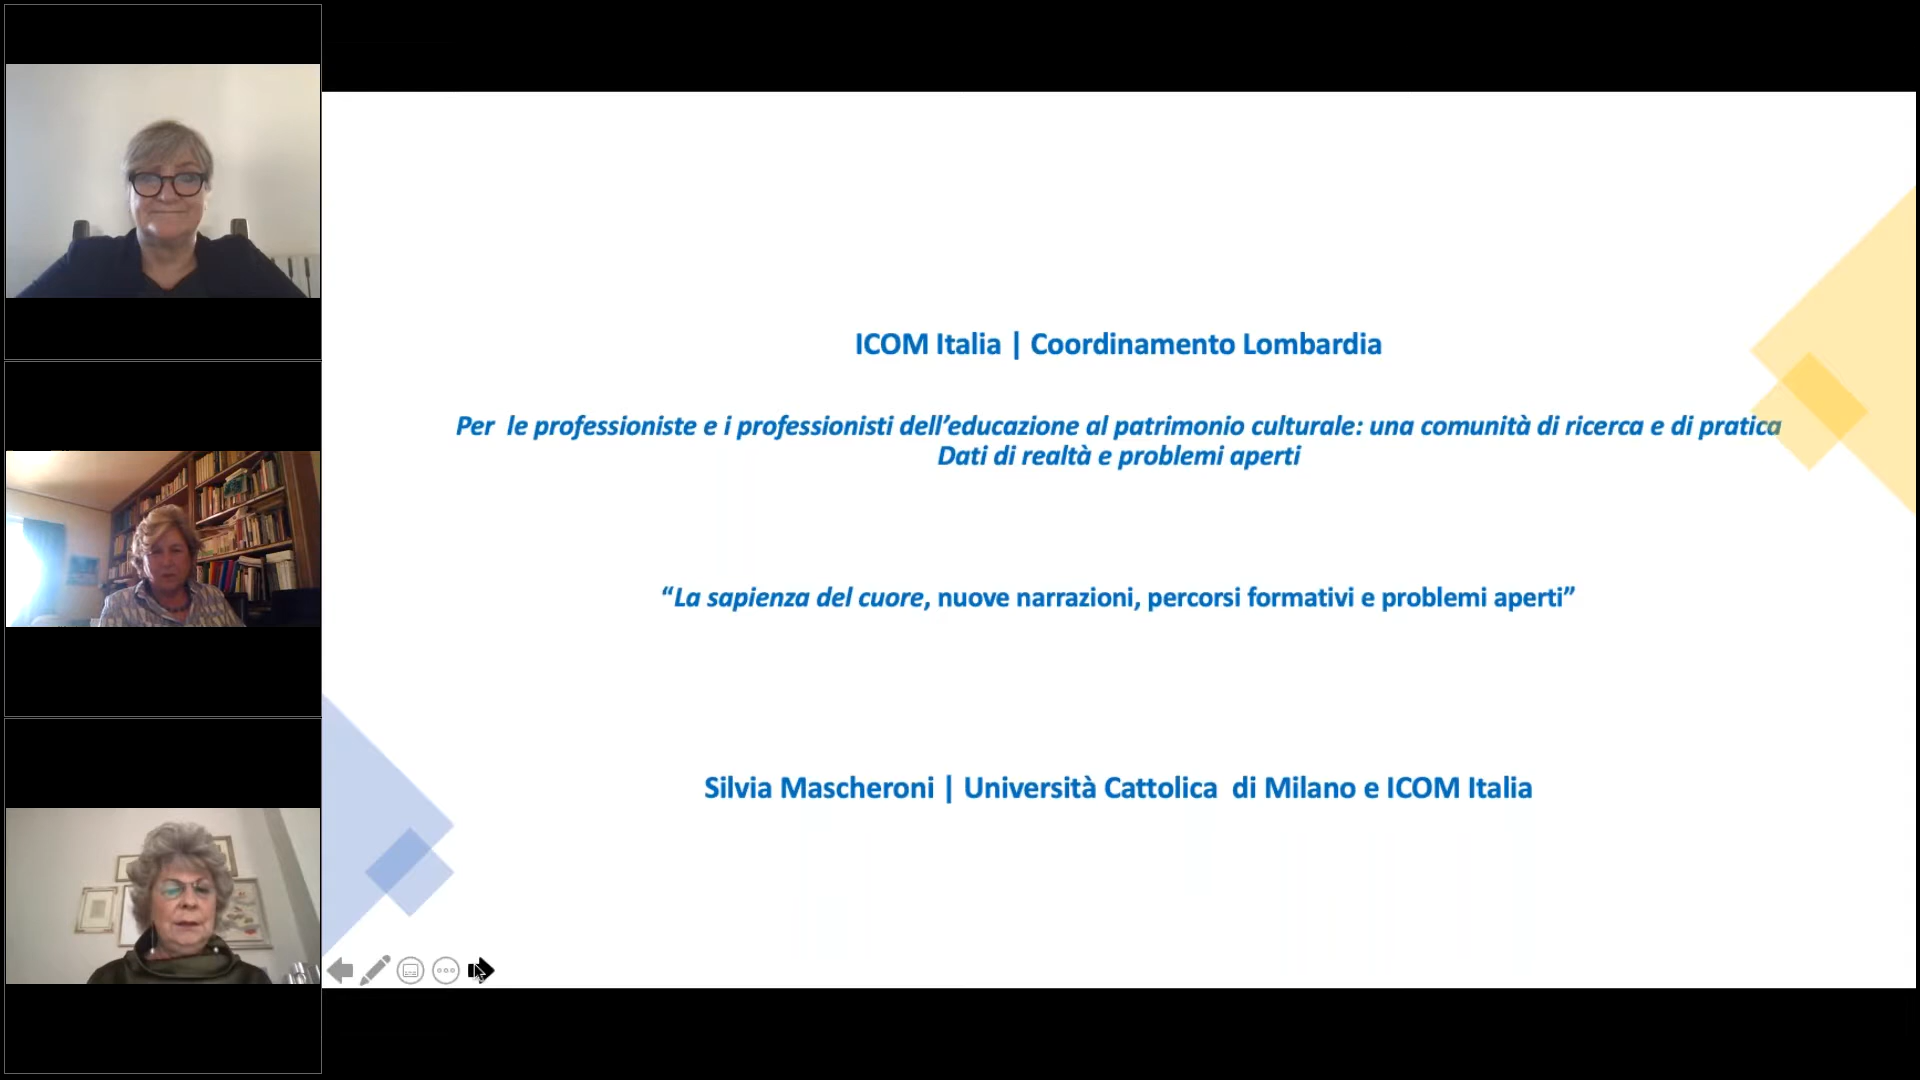 ICOM Italia | Coordinamento Lombardia
Per le professioniste e i professionisti dell’educazione al patrimonio culturale: una comunità di ricerca e di pratica
Dati di realtà e problemi aperti
“La sapienza del cuore, nuove narrazioni, percorsi formativi e problemi aperti”
Silvia Mascheroni | Università Cattolica di Milano e ICOM Italia